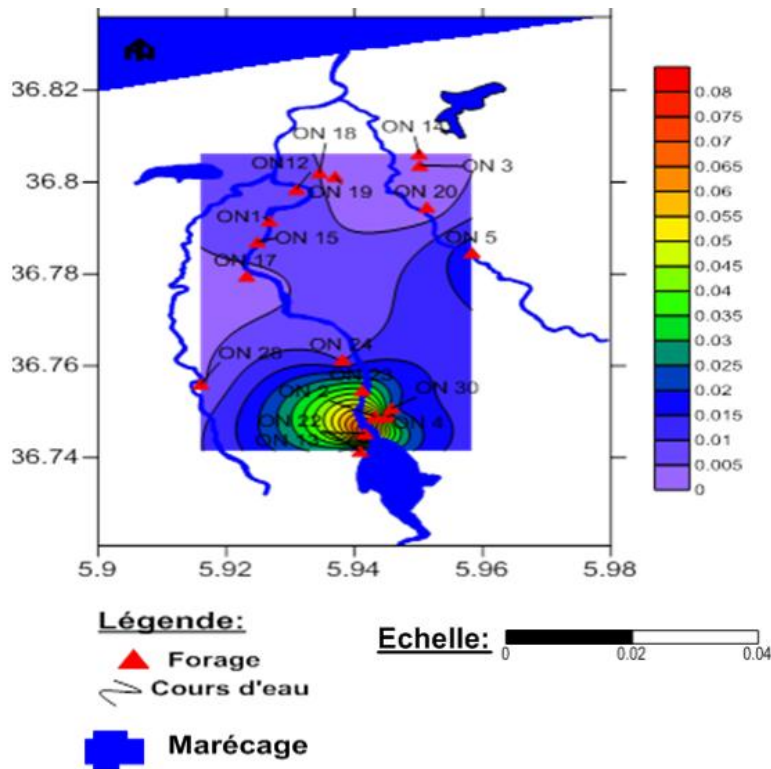 36.82
36.8
36.78
36.76
36.74
5.9 5.92 5.94 5.96 5.98
ON 14
ON 18
ON12
ON 3
ON 19
ON 20
ON1
ON 15
ON 5
ON 17
ON 24
ON 28
ON 23
ON 2
ON 30
ON 22
ON 4
ON 13
0.08
0.075
0.07
0.065
0.06
0.055
0.05
0.045
0.04
0.035
0.03
0.025
0.02
0.015
0.01
0.005
0
Légende:
Forage
Cours d'eau
Marécage
Echelle:
0 0.02 0.04